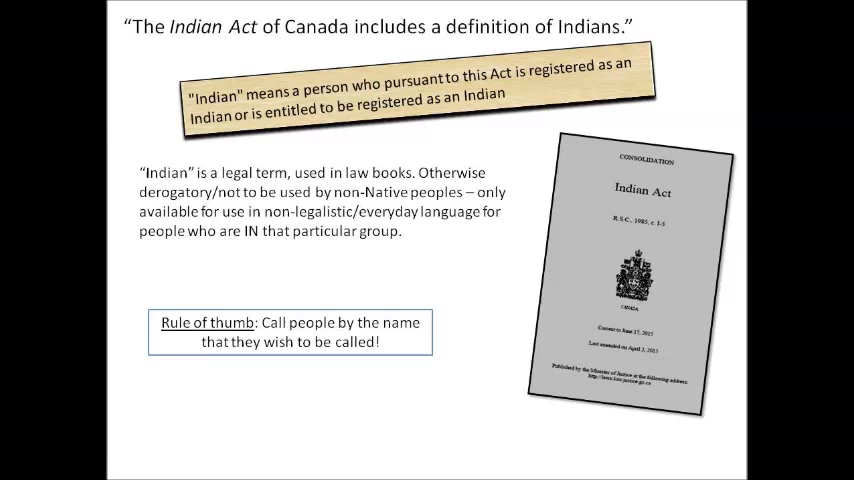 “The Indian Act of Canada includes a definition of Indians.”
"Indian" means a person who pursuant to this Act is registered as an
Indian or is entitled to be registered as an Indian
“Indian” is a legal term, used in law books. Otherwise
derogatory/not to be used by non-Native peoples – only
available for use in non-legalistic/everyday language for
people who are IN that particular group.
Rule of thumb: Call people by the name
that they wish to be called!
CONSOLIDATION
Indian Act
R.S.C., 1985, c. I-5
CANADA
Current to June 17, 2015
Last amended on April 2, 2015
Published by the Minister of Justice at the following address:
http://laws-lois.justice.gc.ca